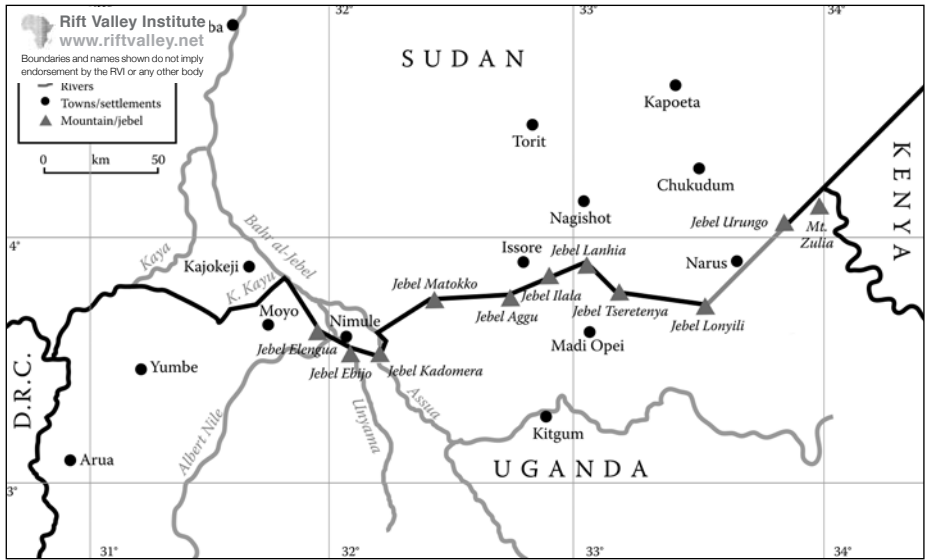 32°
33°
34°
Rift Valley Institute
www.riftvalley.net
Boundaries and names shown do not imply
endorsement by the RVI or any other body
ba
Rivers
Towns/settlements
Mountain/jebel
0 km 50
SUDAN
Kapoeta
Torit
KENYA
Chukudum
Nagishot
Jebel Urungo
Mt.
Zulia
4°
Kaya
Bahr al-Jebel
Issore
Jebel Lanhia
Kajokeji
Narus
K. Kayu
Jebel Matokko
Jebel Ilala
Jebel Tseretenya
Jebel Aggu
Moyo
Nimule
Jebel Lonyili
Madi Opei
Jebel Elengua
Jebel Ebijo
Jebel Kadomera
Yumbe
D.R.C.
Albert Nile
Unyama
Assua
Kitgum
Arua
UGANDA
3°
31°
32°
33°
34°